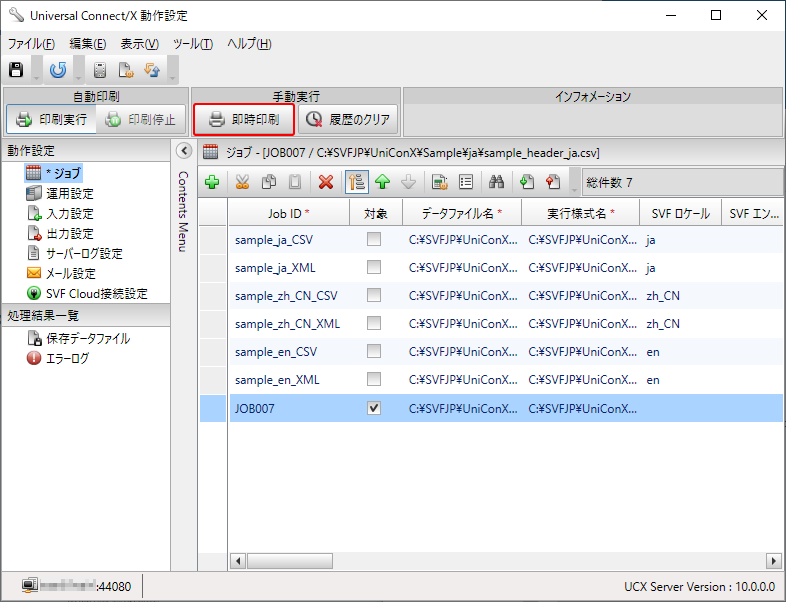 Universal Connect/X 動作設定
ファイル(F) 編集(E) 表示(V) ツール(T) ヘルプ(H)
自動印刷 手動実行 インフォメーション
印刷実行 印刷停止 即時印刷 履歴のクリア
動作設定
* ジョブ
運用設定
入力設定
出力設定
サーバーログ設定
メール設定
SVF Cloud接続設定
処理結果一覧
保存データファイル
エラーログ
Contents Menu
ジョブ - [JOB007 / C:¥SVFJP¥UniConX¥Sample¥ja¥sample_header_ja.csv]
総件数 7
Job ID * 対象 データファイル名 * 実行様式名 * SVF ロケール SVF エン...
sample_ja_CSV C:¥SVFJP¥UniConX... C:¥SVFJP¥UniConX... ja
sample_ja_XML C:¥SVFJP¥UniConX... C:¥SVFJP¥UniConX... ja
sample_zh_CN_CSV C:¥SVFJP¥UniConX... C:¥SVFJP¥UniConX... zh_CN
sample_zh_CN_XML C:¥SVFJP¥UniConX... C:¥SVFJP¥UniConX... zh_CN
sample_en_CSV C:¥SVFJP¥UniConX... C:¥SVFJP¥UniConX... en
sample_en_XML C:¥SVFJP¥UniConX... C:¥SVFJP¥UniConX... en
JOB007 C:¥SVFJP¥UniConX... C:¥SVFJP¥UniConX...
:44080 UCX Server Version : 10.0.0.0